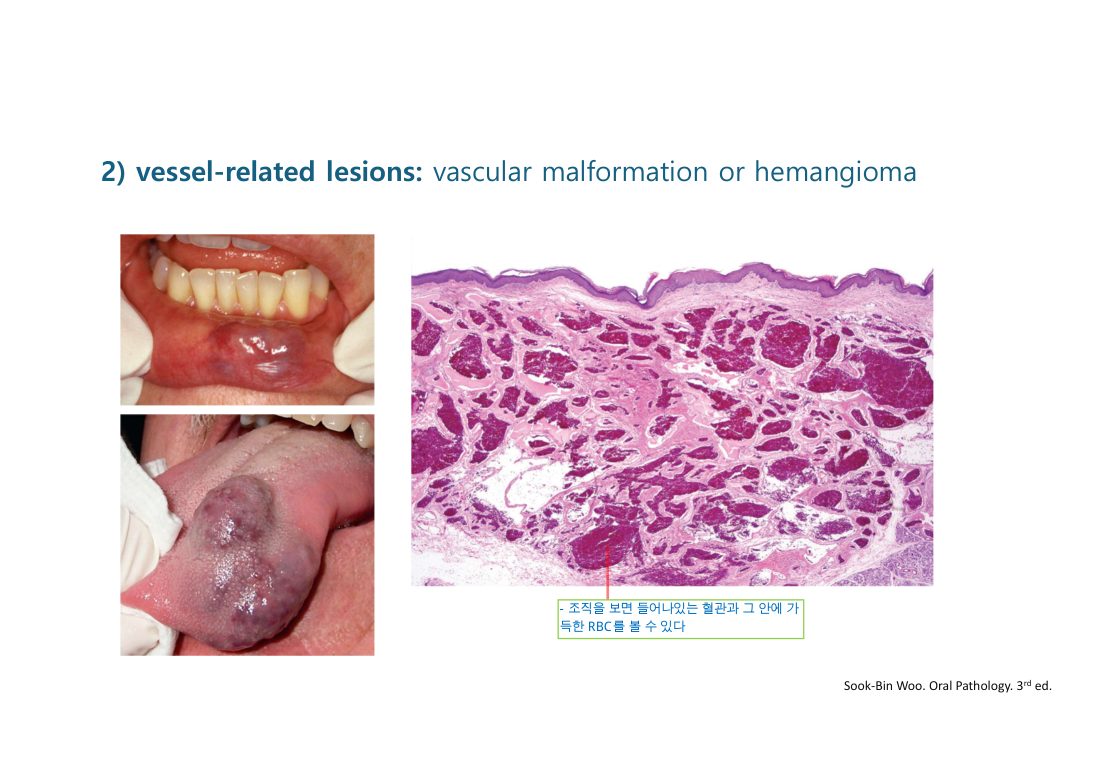 2) vessel-related lesions: vascular malformation or hemangioma
- 조직을 보면 들어나있는 혈관과 그 안에 가
득한 RBC를 볼 수 있다
Sook-Bin Woo. Oral Pathology. 3rd ed.